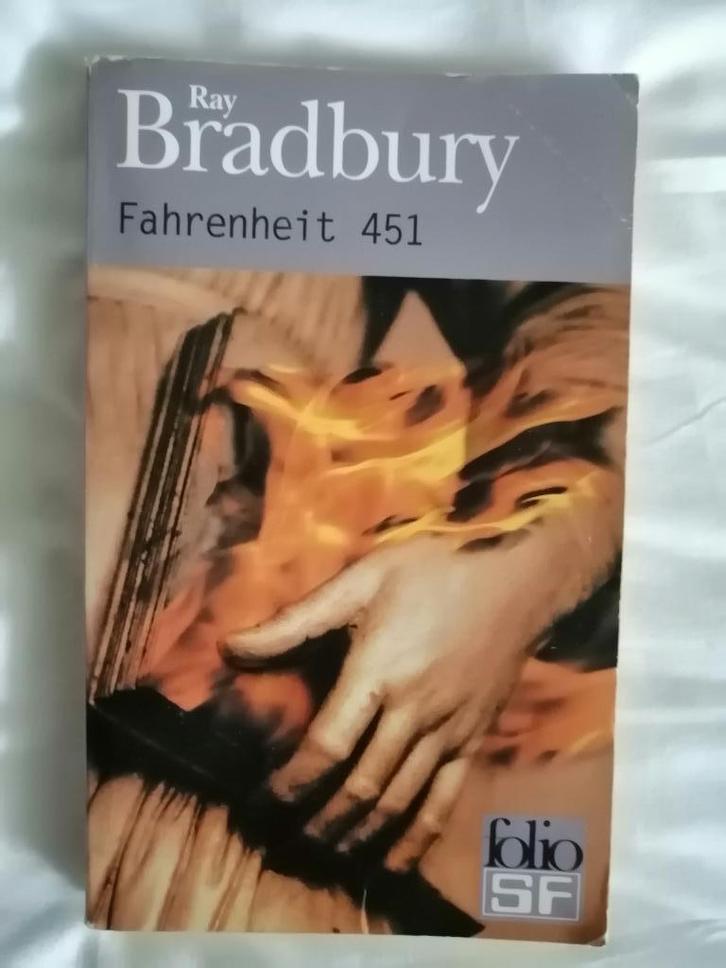 Ray
Bradbury
Fahrenheit 451
folio
SF